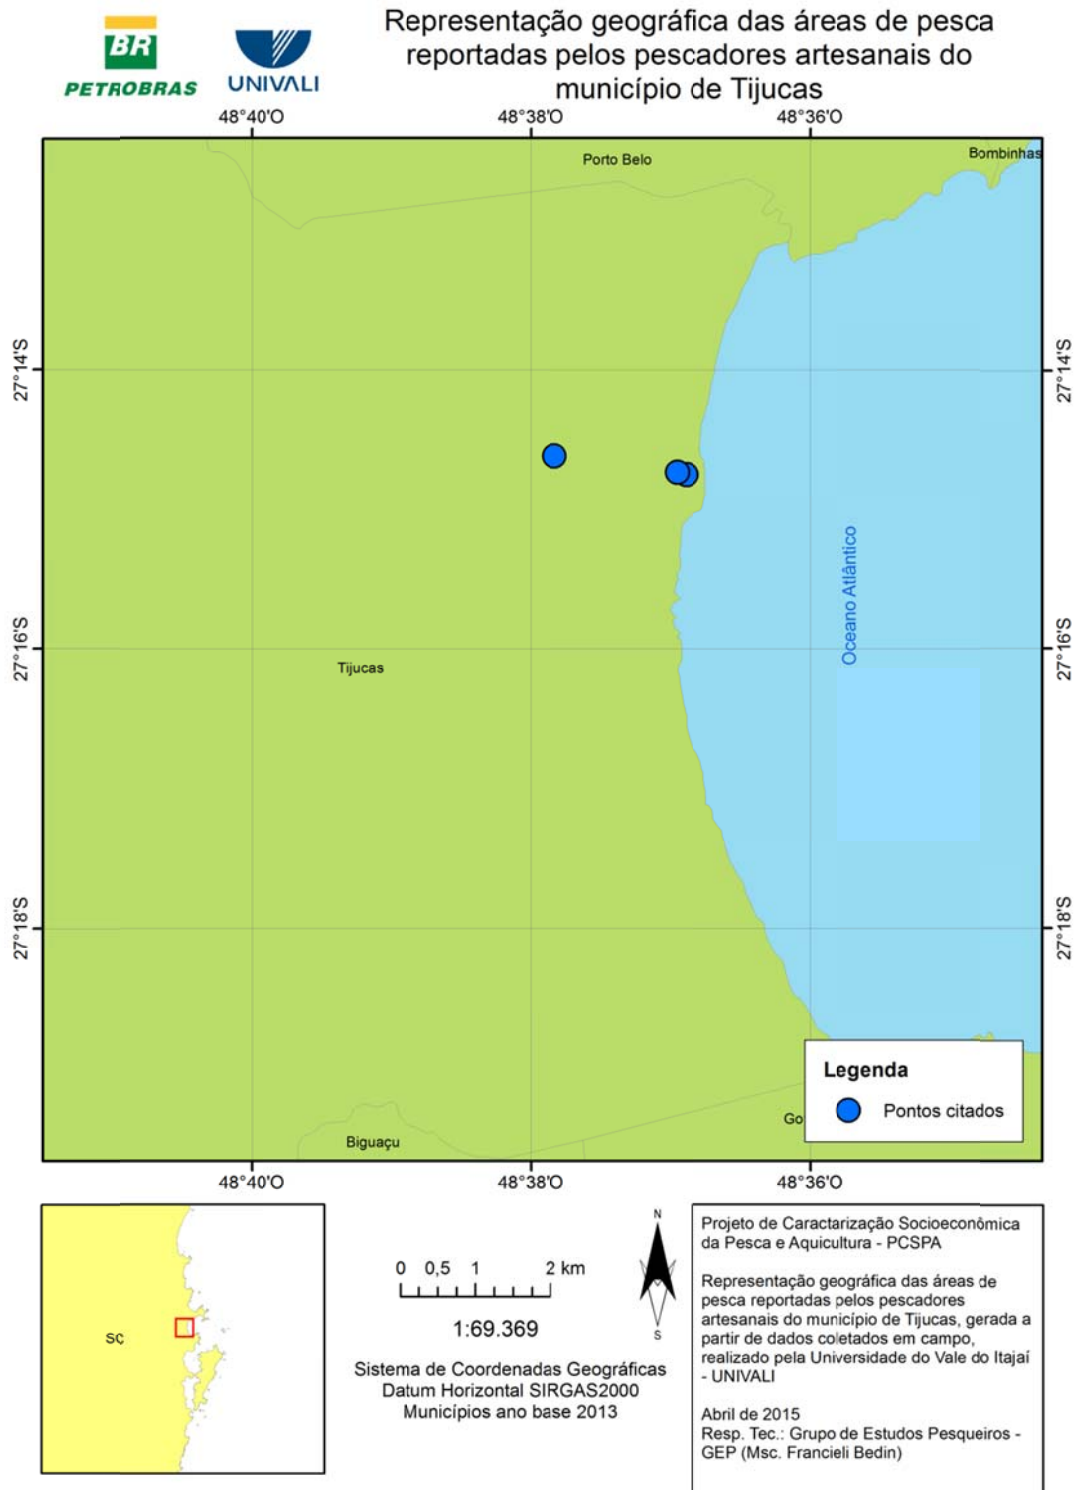 BR
PETROBRAS
UNIVALI
Representação geográfica das áreas de pesca
reportadas pelos pescadores artesanais do
município de Tijucas
48°40'O
48°38'O
48°36'O
Porto Belo
Bombinhas
27°14'S
27°14'S
Oceano Atlântico
27°16'S
27°16'S
Tijucas
27°18'S
27°18'S
Legenda
Pontos citados
Go
Biguaçu
48°40'O
48°38'O
48°36'O
SC
0 0,5 1 2 km
1:69.369
Sistema de Coordenadas Geográficas
Datum Horizontal SIRGAS2000
Municípios ano base 2013
N
S
Projeto de Caractarização Socioeconômica
da Pesca e Aquicultura - PCSPA
Representação geográfica das áreas de
pesca reportadas pelos pescadores
artesanais do município de Tijucas, gerada a
partir de dados coletados em campo,
realizado pela Universidade do Vale do Itajaí
- UNIVALI
Abril de 2015
Resp. Tec.: Grupo de Estudos Pesqueiros -
GEP (Msc. Francieli Bedin)